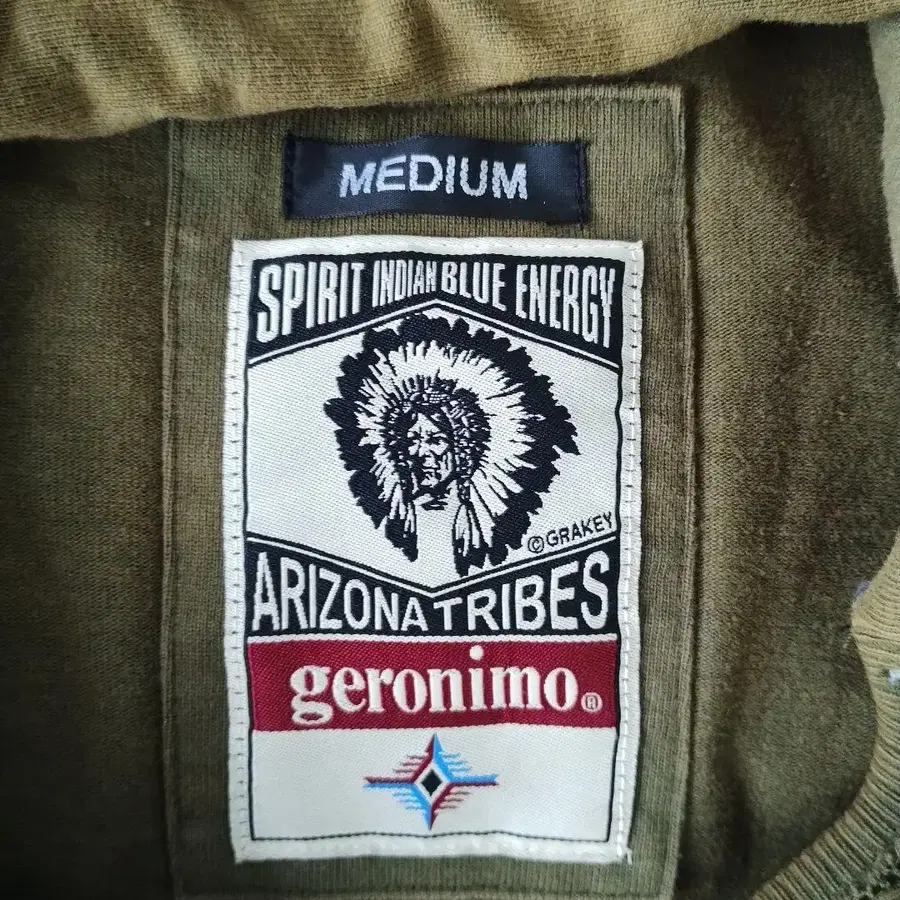 MEDIUM
SPIRIT INDIAN BLUE ENERGY
©GRAKEY
ARIZONA TRIBES
geronimo®